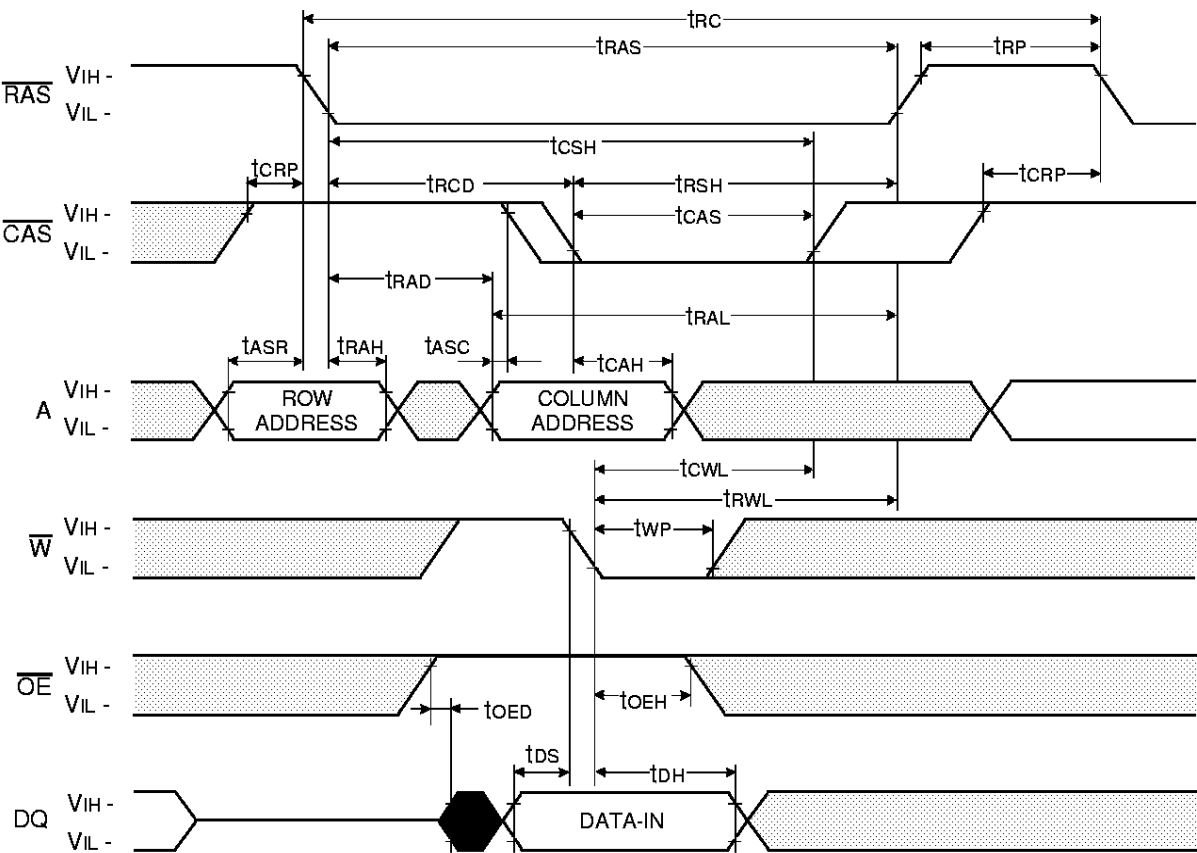 tRC
tRAS tRP
RAS VIH -
VIL -
tCSH
tCRP tRCD tRSH tCRP
CAS VIH - tCAS
VIL -
tRAD
tRAL
tASR tRAH tASC tCAH
A VIH - ROW ADDRESS COLUMN ADDRESS
VIL -
tCWL
tRWL
W VIH - tWP
VIL -
OE VIH -
VIL - tOEH
tOED
tDS tDH
DQ VIH - DATA-IN
VIL -